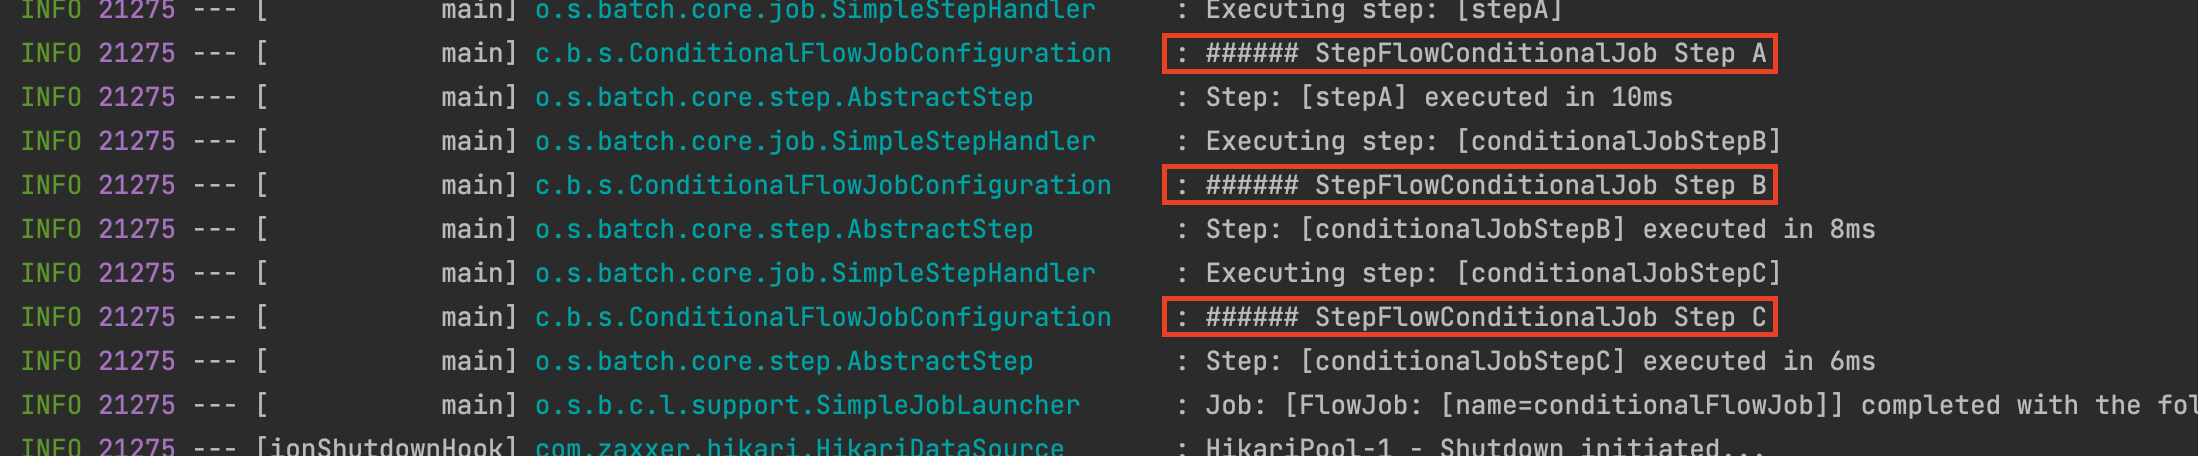 INFO 21275 --- [           main] o.s.batch.core.job.SimpleStepHandler     : Executing step: [stepA]
INFO 21275 --- [           main] c.b.s.ConditionalFlowJobConfiguration    : ###### StepFlowConditionalJob Step A
INFO 21275 --- [           main] o.s.batch.core.step.AbstractStep         : Step: [stepA] executed in 10ms
INFO 21275 --- [           main] o.s.batch.core.job.SimpleStepHandler     : Executing step: [conditionalJobStepB]
INFO 21275 --- [           main] c.b.s.ConditionalFlowJobConfiguration    : ###### StepFlowConditionalJob Step B
INFO 21275 --- [           main] o.s.batch.core.step.AbstractStep         : Step: [conditionalJobStepB] executed in 8ms
INFO 21275 --- [           main] o.s.batch.core.job.SimpleStepHandler     : Executing step: [conditionalJobStepC]
INFO 21275 --- [           main] c.b.s.ConditionalFlowJobConfiguration    : ###### StepFlowConditionalJob Step C
INFO 21275 --- [           main] o.s.batch.core.step.AbstractStep         : Step: [conditionalJobStepC] executed in 6ms
INFO 21275 --- [           main] o.s.b.c.l.support.SimpleJobLauncher      : Job: [FlowJob: [name=conditionalFlowJob]] completed with the fol
INFO 21275 --- [ionShutdownHook] com.zaxxer.hikari.HikariDataSource       : HikariPool-1 - Shutdown initiated...